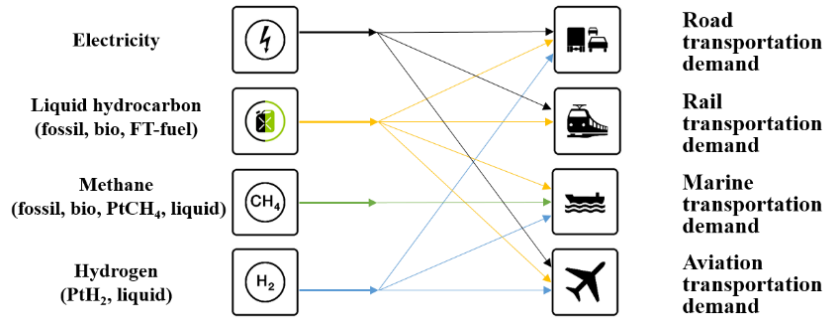 Electricity
Liquid hydrocarbon
(fossil, bio, FT-fuel)
Methane
(fossil, bio, PtCH₄, liquid)
CH₄
Hydrogen
(PtH₂, liquid)
H₂
Road
transportation
demand
Rail
transportation
demand
Marine
transportation
demand
Aviation
transportation
demand